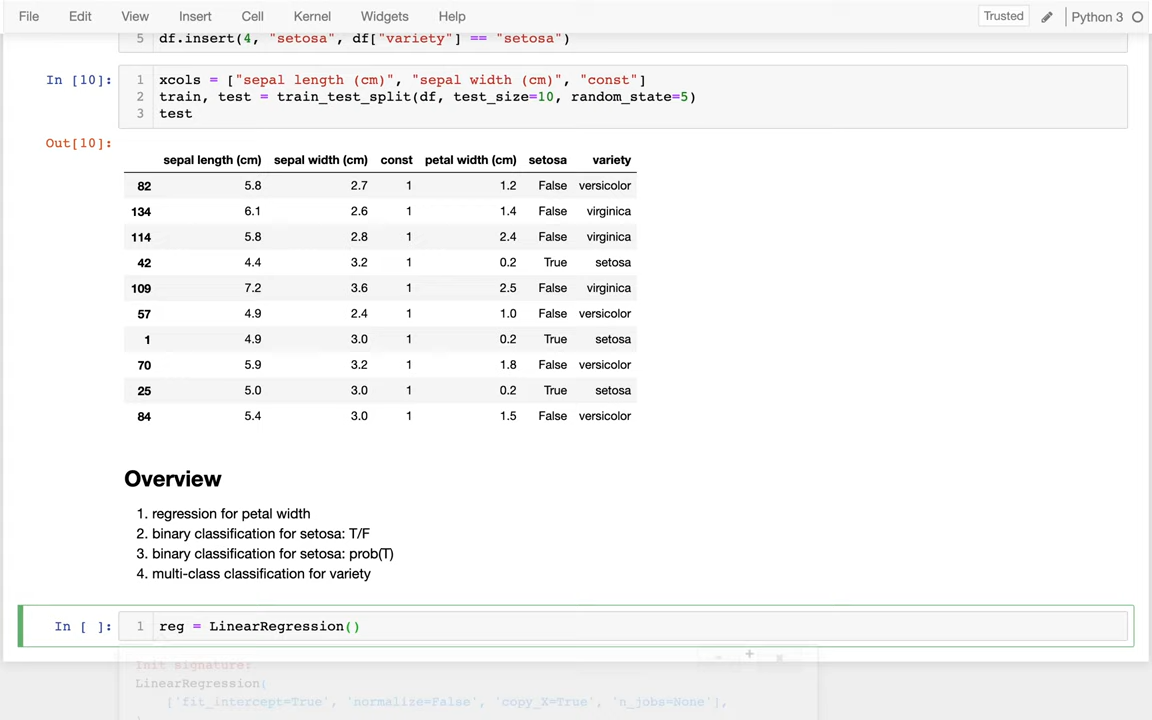 File Edit View Insert Cell Kernel Widgets Help Trusted Python 3
5 df.insert(4, "setosa", df["variety"] == "setosa")
In [10]: 1 xcols = ["sepal length (cm)", "sepal width (cm)", "const"]
2 train, test = train_test_split(df, test_size=10, random_state=5)
3 test
Out[10]:
sepal length (cm) sepal width (cm) const petal width (cm) setosa variety
82 5.8 2.7 1 1.2 False versicolor
134 6.1 2.6 1 1.4 False virginica
114 5.8 2.8 1 2.4 False virginica
42 4.4 3.2 1 0.2 True setosa
109 7.2 3.6 1 2.5 False virginica
57 4.9 2.4 1 1.0 False versicolor
1 4.9 3.0 1 0.2 True setosa
70 5.9 3.2 1 1.8 False versicolor
25 5.0 3.0 1 0.2 True setosa
84 5.4 3.0 1 1.5 False versicolor
Overview
1. regression for petal width
2. binary classification for setosa: T/F
3. binary classification for setosa: prob(T)
4. multi-class classification for variety
In [ ]: 1 reg = LinearRegression()
Init signature:
LinearRegression(
['fit_intercept=True', 'normalize=False', 'copy_X=True', 'n_jobs=None'],